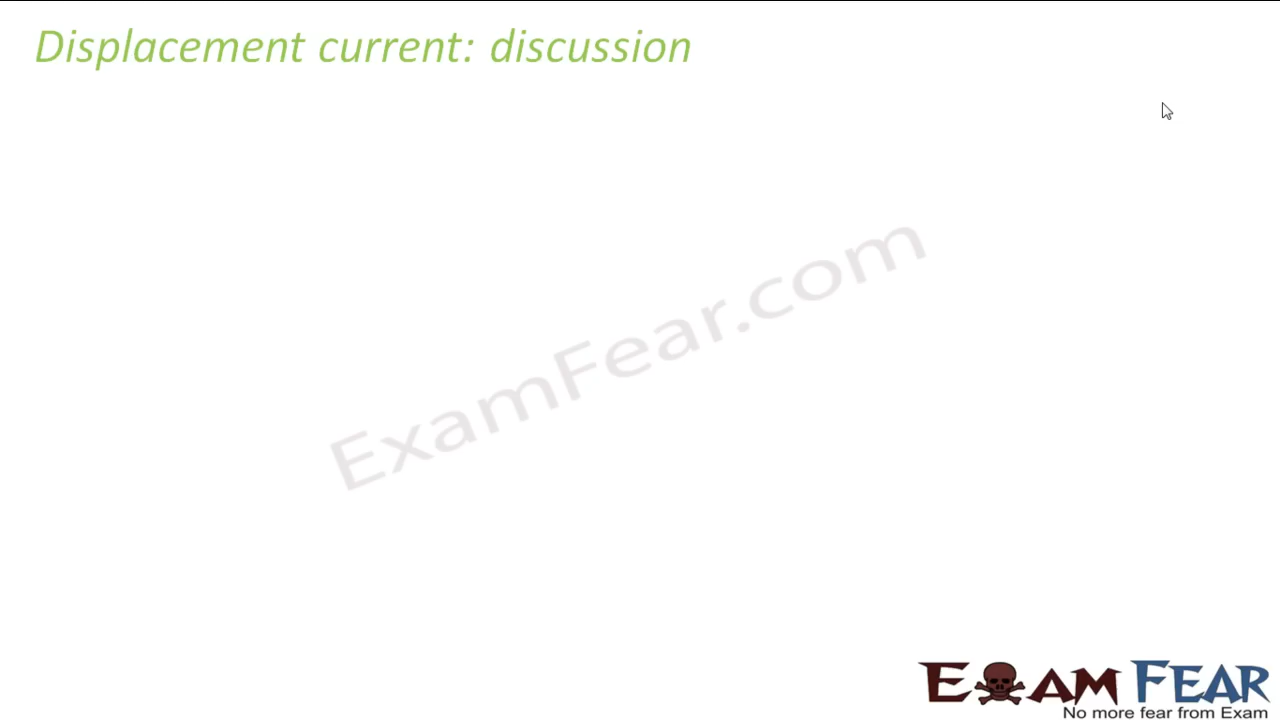 Displacement current: discussion
ExamFear.com
EXAM FEAR
No more fear from Exam